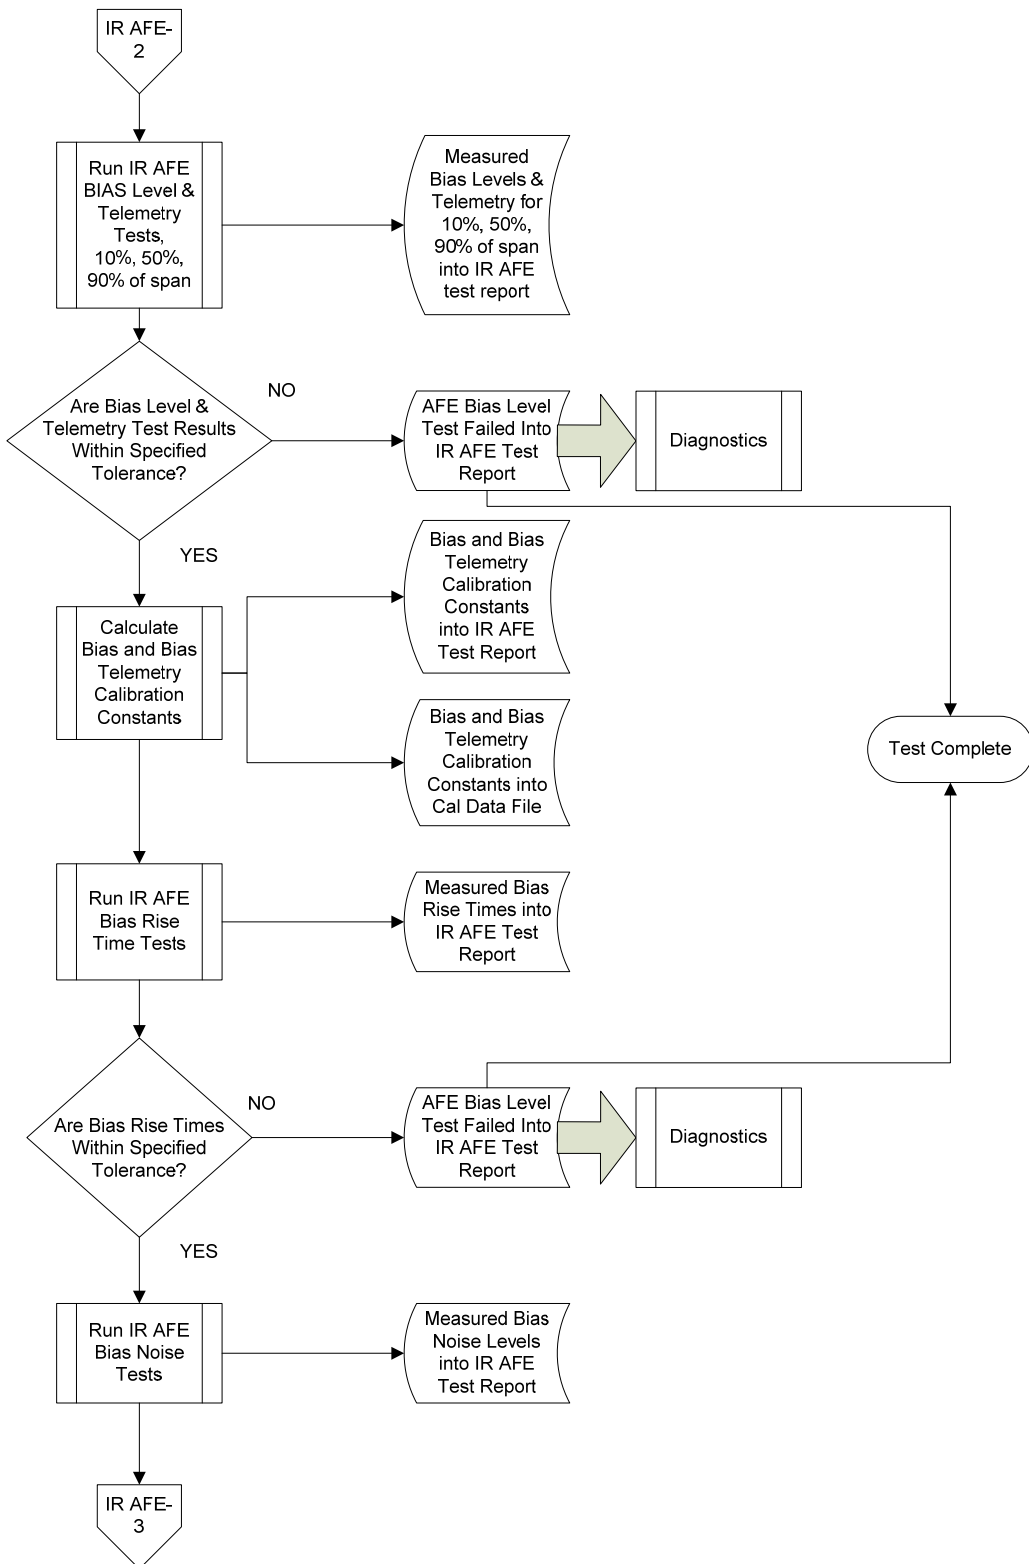 IR AFE-
2
Run IR AFE
BIAS Level &
Telemetry
Tests,
10%, 50%,
90% of span
Measured
Bias Levels &
Telemetry for
10%, 50%,
90% of span
into IR AFE
test report
Are Bias Level &
Telemetry Test Results
Within Specified
Tolerance?
NO
AFE Bias Level
Test Failed Into
IR AFE Test
Report
Diagnostics
YES
Calculate
Bias and Bias
Telemetry
Calibration
Constants
Bias and Bias
Telemetry
Calibration
Constants
into IR AFE
Test Report
Bias and Bias
Telemetry
Calibration
Constants into
Cal Data File
Test Complete
Run IR AFE
Bias Rise
Time Tests
Measured Bias
Rise Times into
IR AFE Test
Report
Are Bias Rise Times
Within Specified
Tolerance?
NO
AFE Bias Level
Test Failed Into
IR AFE Test
Report
Diagnostics
YES
Run IR AFE
Bias Noise
Tests
Measured Bias
Noise Levels
into IR AFE
Test Report
IR AFE-
3